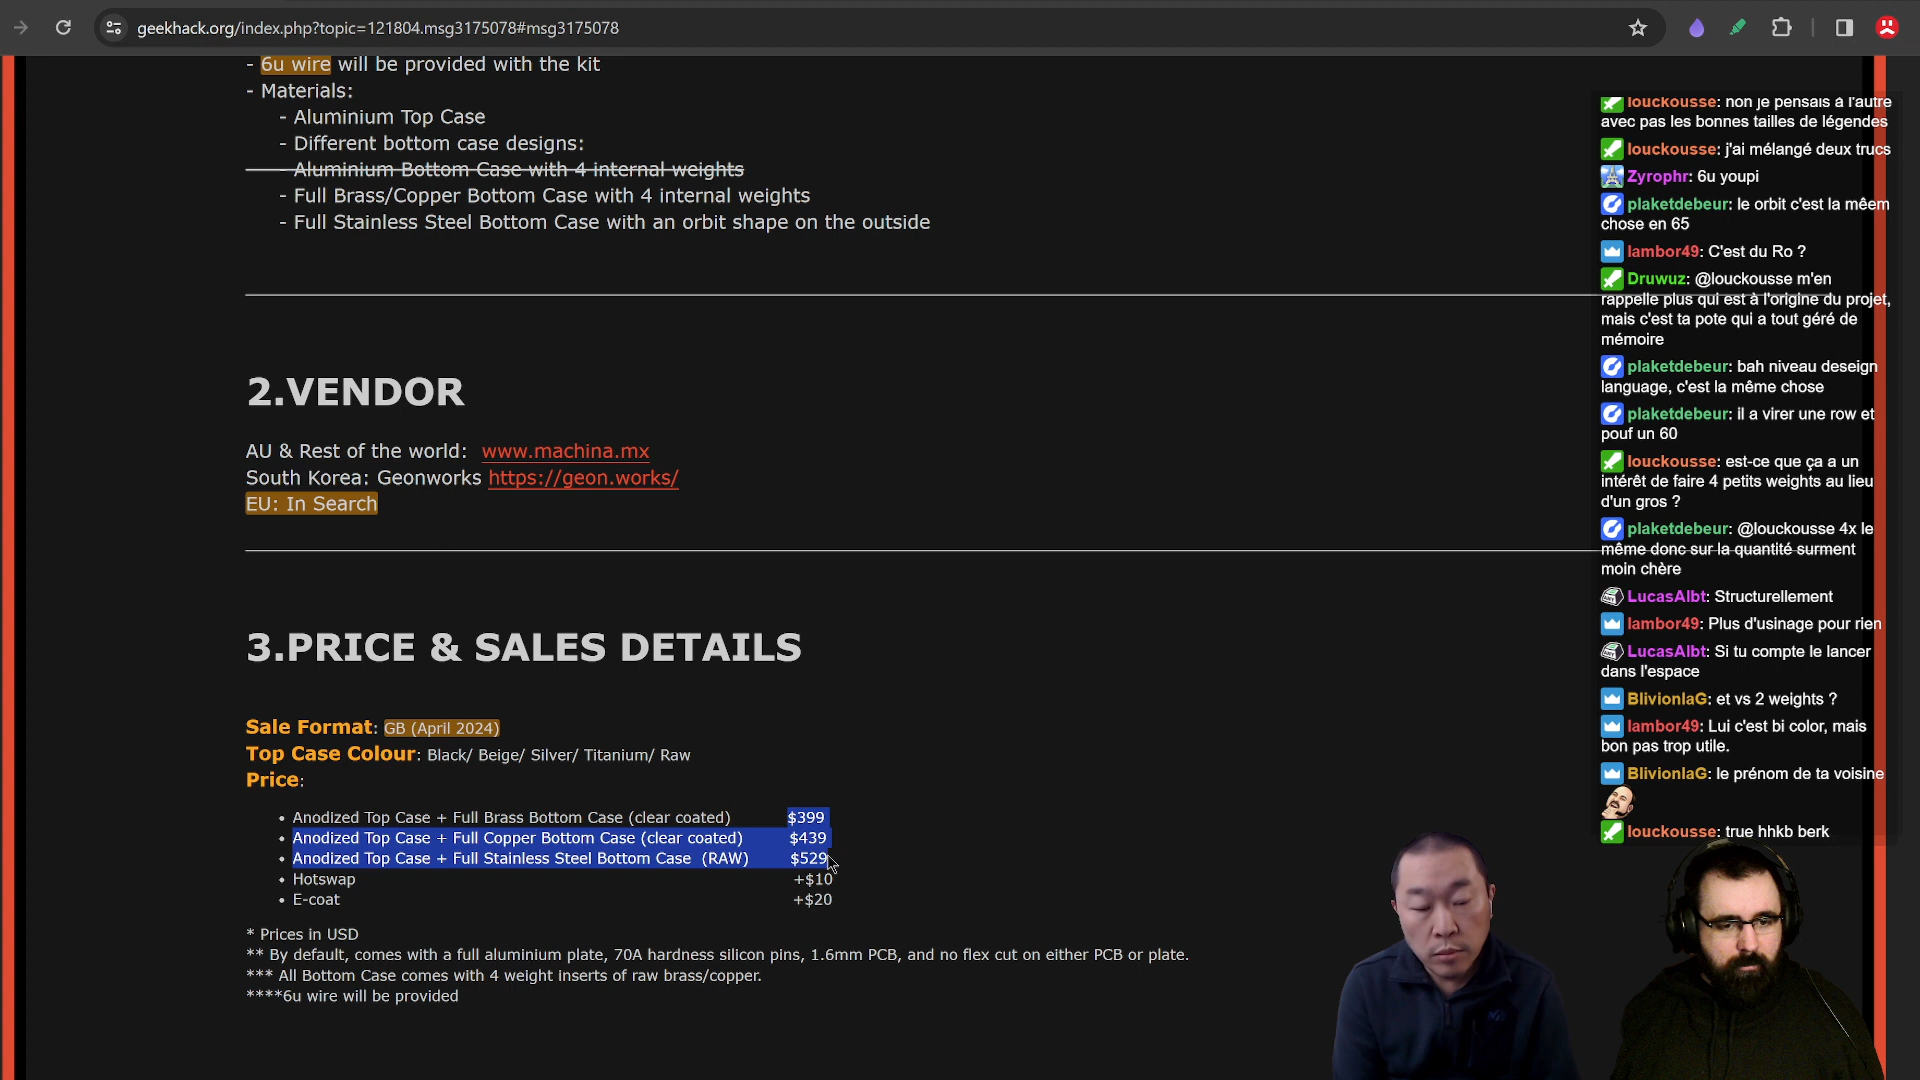 geekhack.org/index.php?topic=121804.msg3175078#msg3175078
- 6u wire will be provided with the kit
- Materials:
- Aluminium Top Case
- Different bottom case designs:
- Aluminium Bottom Case with 4 internal weights
- Full Brass/Copper Bottom Case with 4 internal weights
- Full Stainless Steel Bottom Case with an orbit shape on the outside
2.VENDOR
AU & Rest of the world: www.machina.mx
South Korea: Geonworks https://geon.works/
EU: In Search
3.PRICE & SALES DETAILS
Sale Format: GB (April 2024)
Top Case Colour: Black/ Beige/ Silver/ Titanium/ Raw
Price:
• Anodized Top Case + Full Brass Bottom Case (clear coated) $399
• Anodized Top Case + Full Copper Bottom Case (clear coated) $439
• Anodized Top Case + Full Stainless Steel Bottom Case (RAW) $529
• Hotswap +$10
• E-coat +$20
* Prices in USD
** By default, comes with a full aluminium plate, 70A hardness silicon pins, 1.6mm PCB, and no flex cut on either PCB or plate.
*** All Bottom Case comes with 4 weight inserts of raw brass/copper.
****6u wire will be provided
louckousse: non je pensais à l'autre
avec pas les bonnes tailles de légendes
louckousse: j'ai mélangé deux trucs
Zyrophr: 6u youpi
plaketdebeur: le orbit c'est la mêem
chose en 65
lambor49: C'est du Ro ?
Druwuz: @louckousse m'en
rappelle plus qui est à l'origine du projet,
mais c'est ta pote qui a tout géré de
mémoire
plaketdebeur: bah niveau deseign
language, c'est la même chose
plaketdebeur: il a virer une row et
pouf un 60
louckousse: est-ce que ça a un
intérêt de faire 4 petits weights au lieu
d'un gros ?
plaketdebeur: @louckousse 4x le
même donc sur la quantité surment
moin chère
LucasAlbt: Structurellement
lambor49: Plus d'usinage pour rien
LucasAlbt: Si tu compte le lancer
dans l'espace
BlivionlaG: et vs 2 weights ?
lambor49: Lui c'est bi color, mais
bon pas trop utile.
BlivionlaG: le prénom de ta voisine
louckousse: true hhkb berk